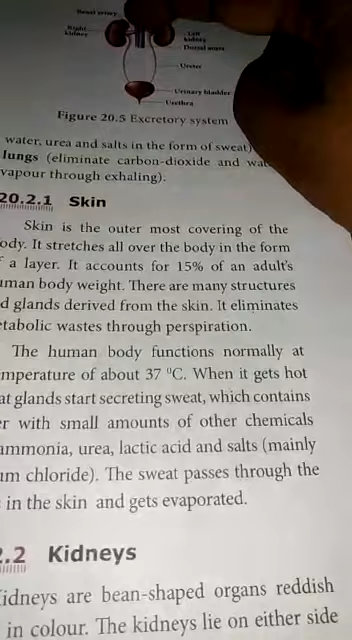 Renal artery
Right
kidney
Left
kidney
Dorsal aorta
Ureter
Urinary bladder
Urethra
Figure 20.5 Excretory system
water, urea and salts in the form of sweat)
lungs (eliminate carbon-dioxide and wat
vapour through exhaling).
20.2.1 Skin
Skin is the outer most covering of the
ody. It stretches all over the body in the form
a layer. It accounts for 15% of an adult's
uman body weight. There are many structures
d glands derived from the skin. It eliminates
etabolic wastes through perspiration.
The human body functions normally at
mperature of about 37 °C. When it gets hot
at glands start secreting sweat, which contains
er with small amounts of other chemicals
ammonia, urea, lactic acid and salts (mainly
um chloride). The sweat passes through the
in the skin and gets evaporated.
.2 Kidneys
idneys are bean-shaped organs reddish
in colour. The kidneys lie on either side